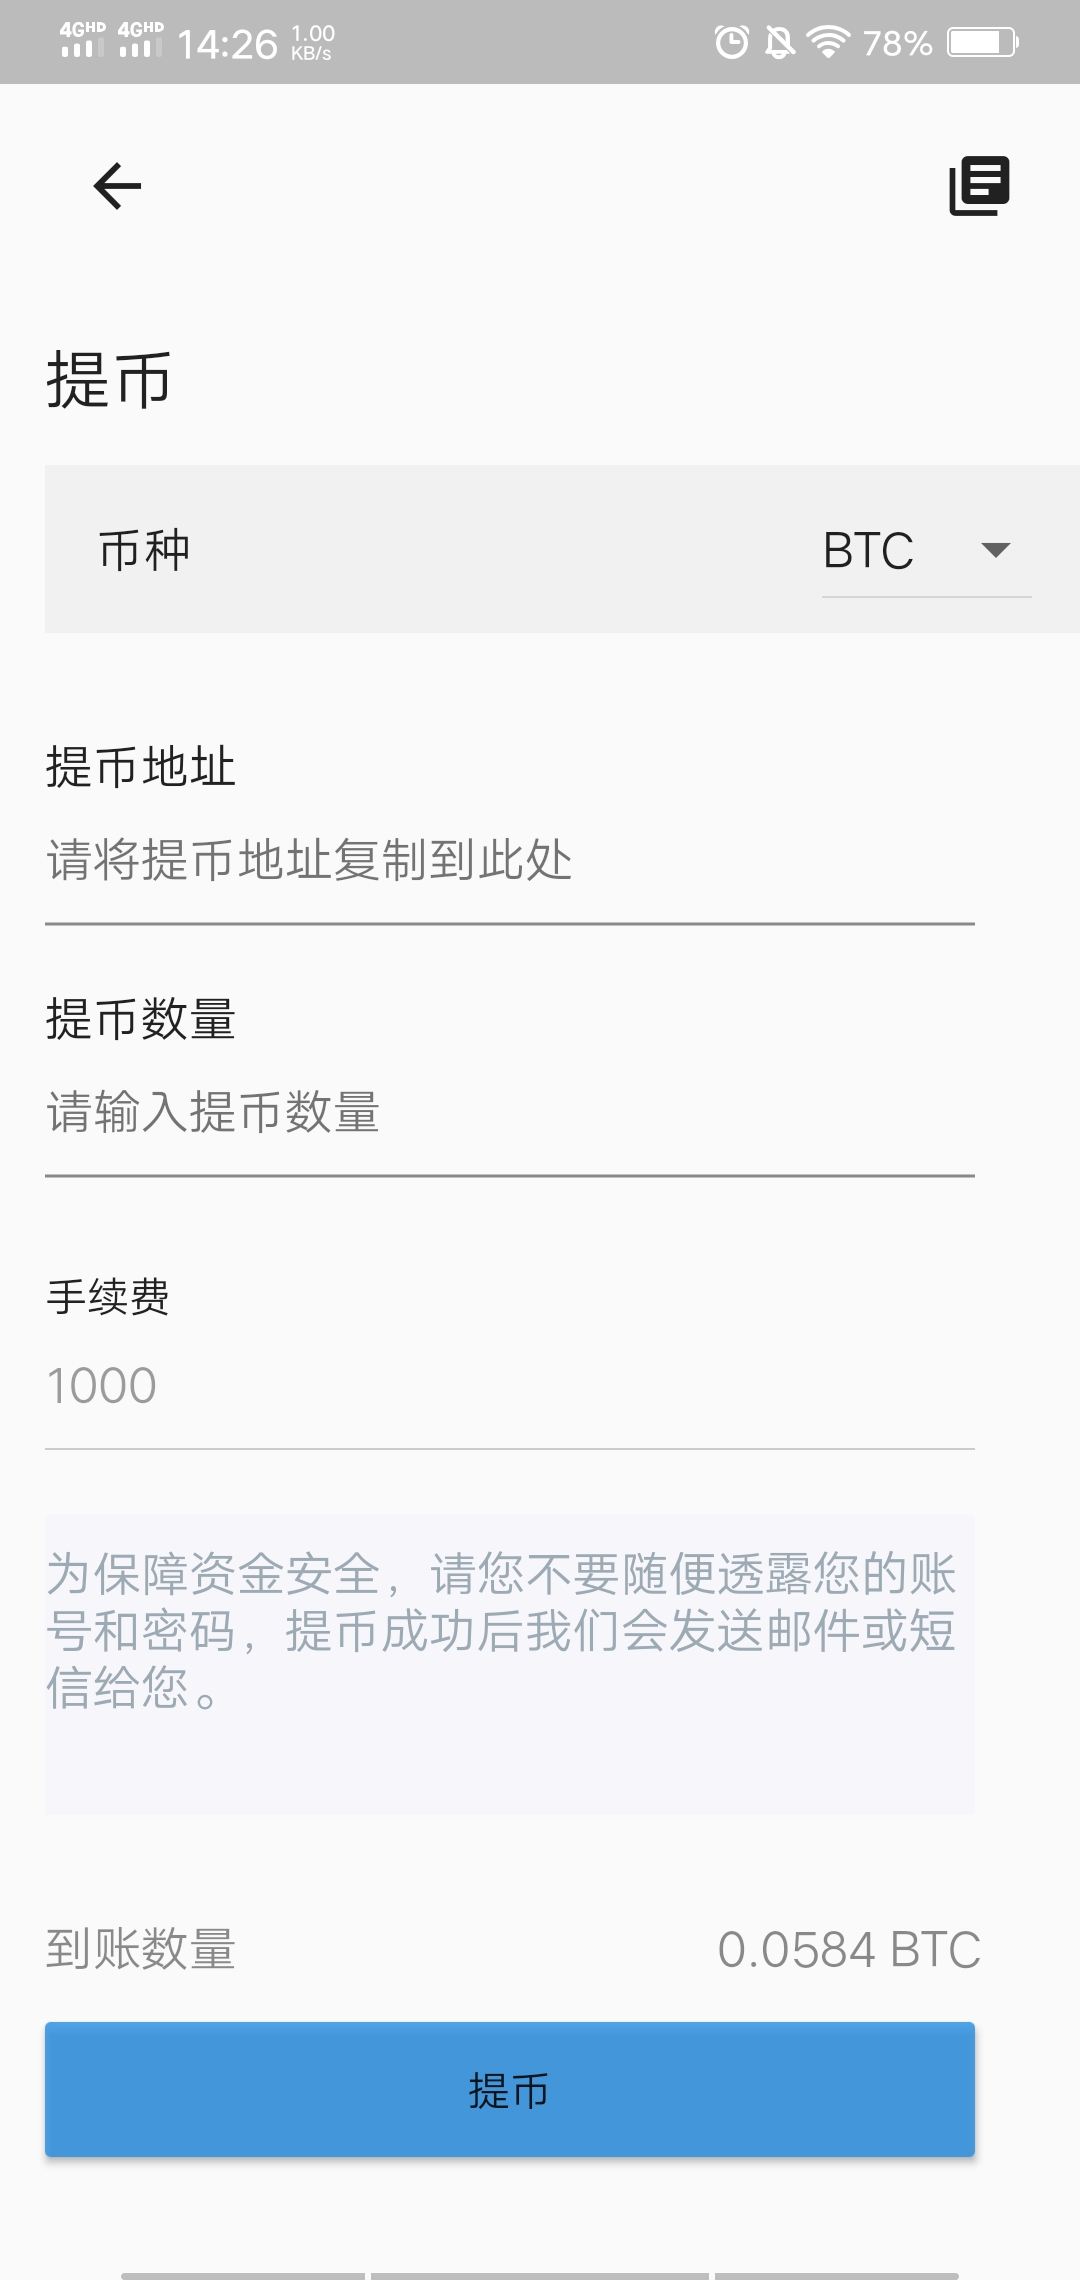 4GHD 4GHD 14:26 1.00 KB/s 78%
提币
币种 BTC
提币地址
请将提币地址复制到此处
提币数量
请输入提币数量
手续费
1000
为保障资金安全，请您不要随便透露您的账
号和密码，提币成功后我们会发送邮件或短
信给您。
到账数量 0.0584 BTC
提币